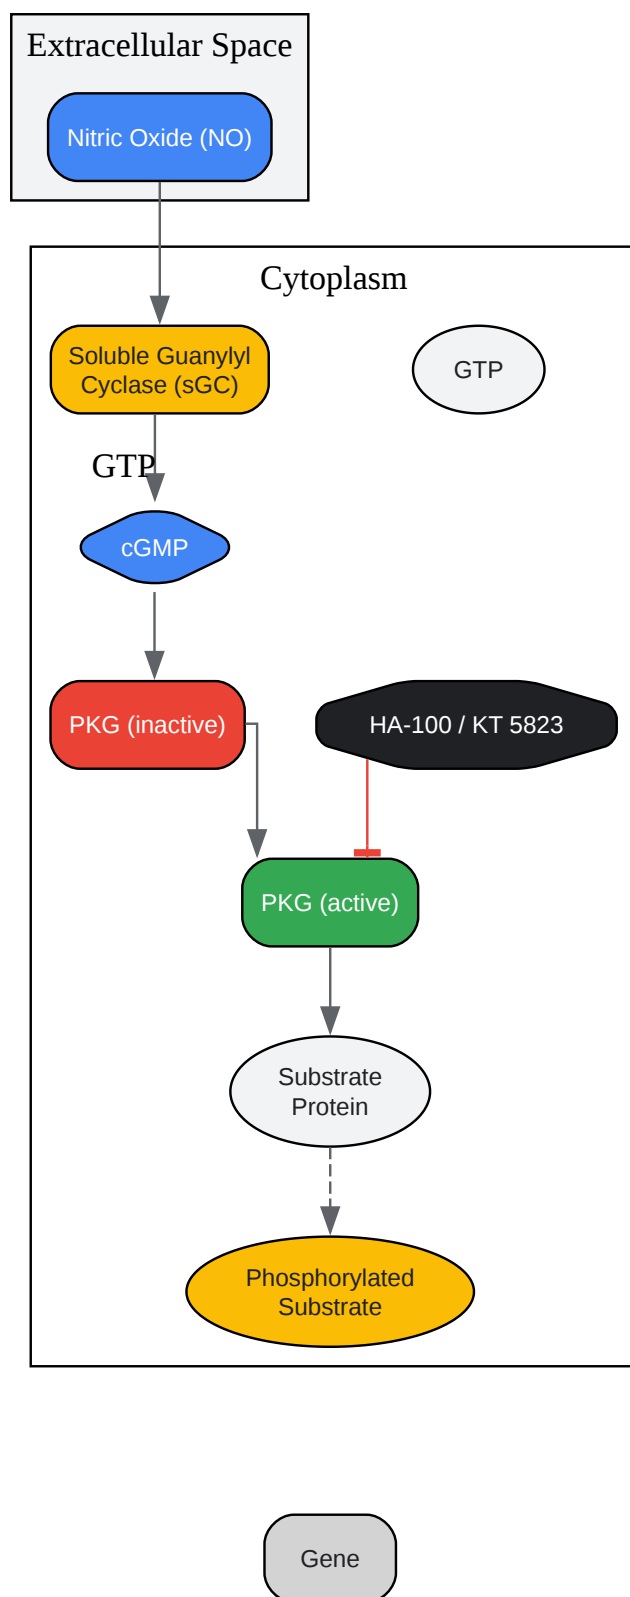 Extracellular Space
Nitric Oxide (NO)
Cytoplasm
Soluble Guanylyl
Cyclase (sGC)
GTP
GTP
cGMP
PKG (inactive)
HA-100 / KT 5823
PKG (active)
Substrate
Protein
Phosphorylated
Substrate
Gene